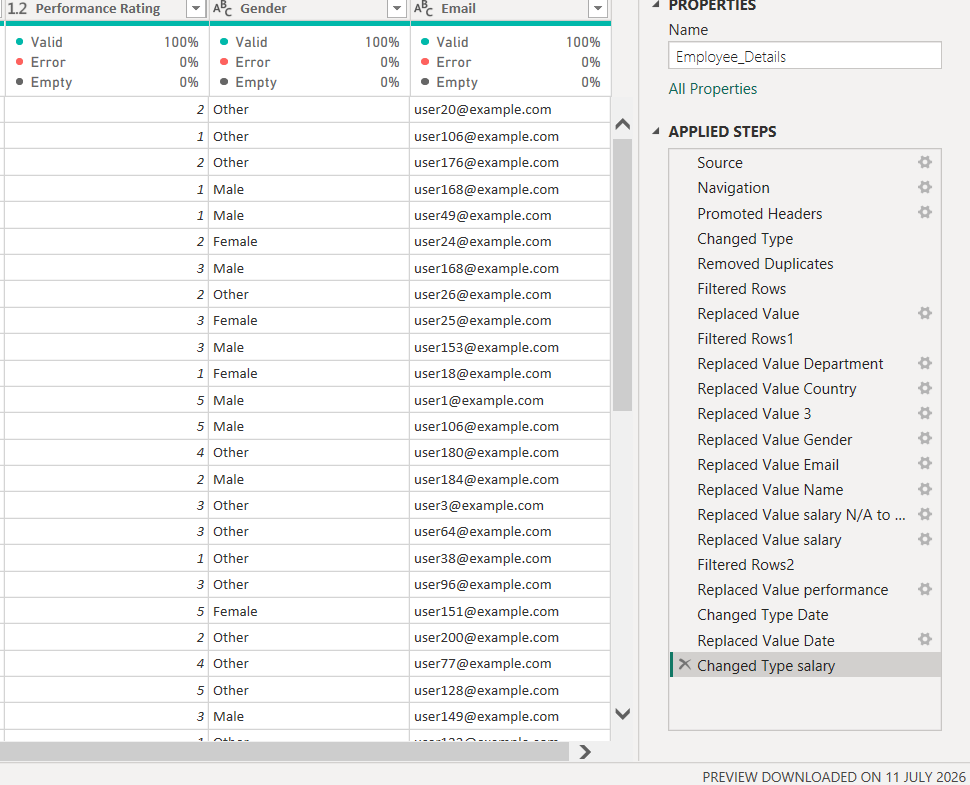 1.2 Performance Rating ABC Gender ABC Email
Valid 100% Valid 100% Valid 100%
Error 0% Error 0% Error 0%
Empty 0% Empty 0% Empty 0%
2 Other user20@example.com
1 Other user106@example.com
2 Other user176@example.com
1 Male user168@example.com
1 Male user49@example.com
2 Female user24@example.com
3 Male user168@example.com
2 Other user26@example.com
3 Female user25@example.com
3 Male user153@example.com
1 Female user18@example.com
5 Male user1@example.com
5 Male user106@example.com
4 Other user180@example.com
2 Male user184@example.com
3 Other user3@example.com
3 Other user64@example.com
1 Other user38@example.com
3 Other user96@example.com
5 Female user151@example.com
2 Other user200@example.com
4 Other user77@example.com
5 Other user128@example.com
3 Male user149@example.com
PROPERTIES
Name
Employee_Details
All Properties
APPLIED STEPS
Source
Navigation
Promoted Headers
Changed Type
Removed Duplicates
Filtered Rows
Replaced Value
Filtered Rows1
Replaced Value Department
Replaced Value Country
Replaced Value 3
Replaced Value Gender
Replaced Value Email
Replaced Value Name
Replaced Value salary N/A to ...
Replaced Value salary
Filtered Rows2
Replaced Value performance
Changed Type Date
Replaced Value Date
Changed Type salary
PREVIEW DOWNLOADED ON 11 JULY 2026